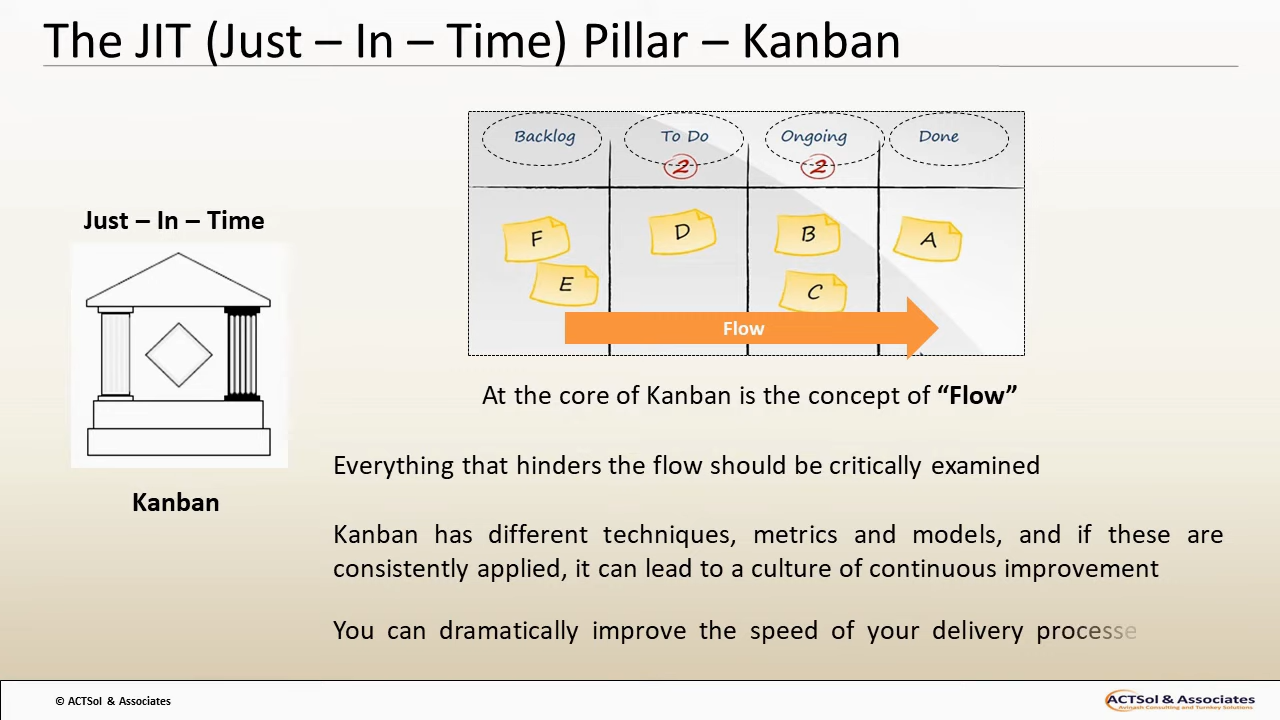 The JIT (Just – In – Time) Pillar – Kanban
Backlog
To Do
Ongoing
Done
2
2
F
E
D
B
C
A
Flow
Just – In – Time
Kanban
At the core of Kanban is the concept of “Flow”
Everything that hinders the flow should be critically examined
Kanban has different techniques, metrics and models, and if these are
consistently applied, it can lead to a culture of continuous improvement
You can dramatically improve the speed of your delivery processe
© ACTSol & Associates
ACTSol & Associates
Avinash Consulting and Turnkey Solutions